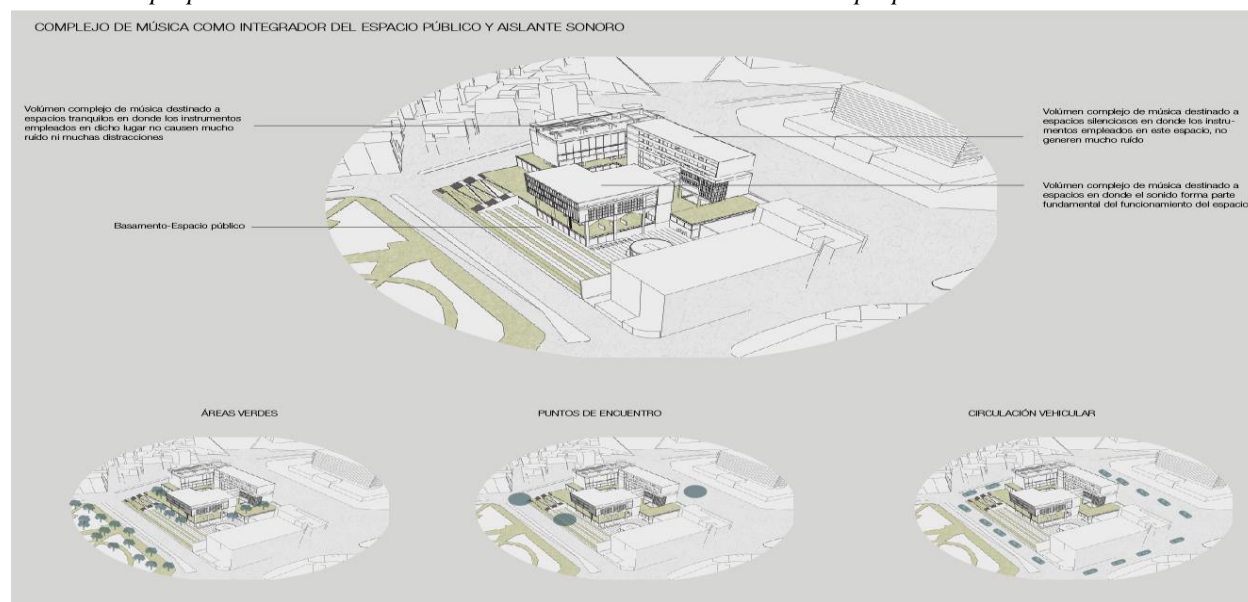 COMPLEJO DE MÚSICA COMO INTEGRADOR DEL ESPACIO PÚBLICO Y AISLANTE SONORO
Volúmen complejo de música destinado a
espacios tranquilos en donde los instrumentos
empleados en dicho lugar no causen mucho
ruido ni muchas distracciones
Basamento-Espacio público
Volúmen complejo de música destinado a
espacios silenciosos en donde los instru-
mentos empleados en este espacio, no
generen mucho ruido
Volúmen complejo de música destinado a
espacios en donde el sonido forma parte
fundamental del funcionamiento del espacio
ÁREAS VERDES
PUNTOS DE ENCUENTRO
CIRCULACIÓN VEHICULAR